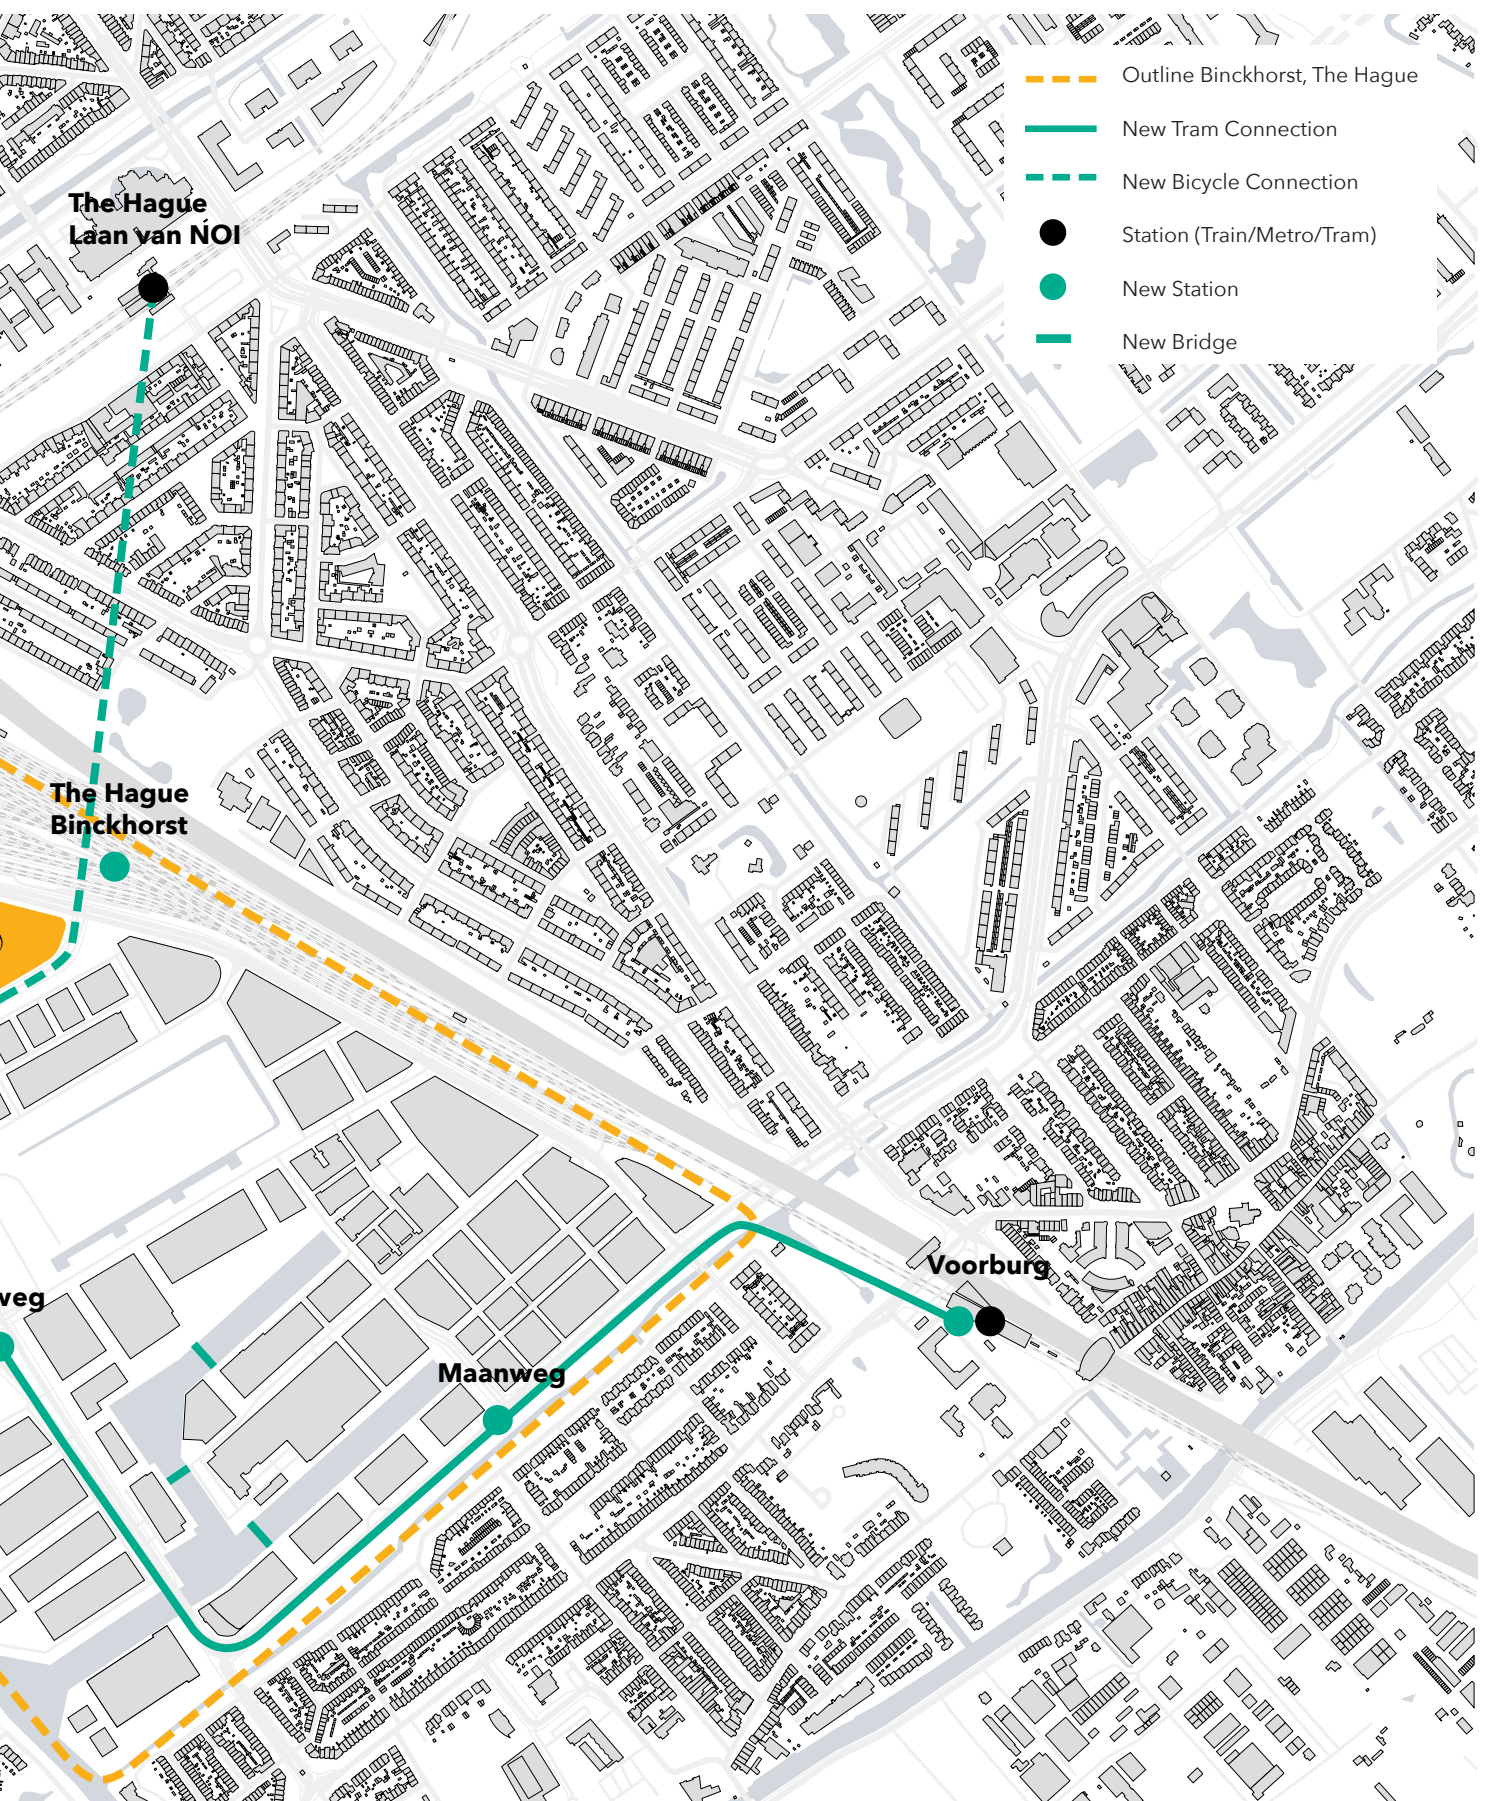 Outline Binckhorst, The Hague
New Tram Connection
New Bicycle Connection
Station (Train/Metro/Tram)
New Station
New Bridge
The Hague
Laan van NOI
The Hague
Binckhorst
)
Voorburg
weg
Maanweg